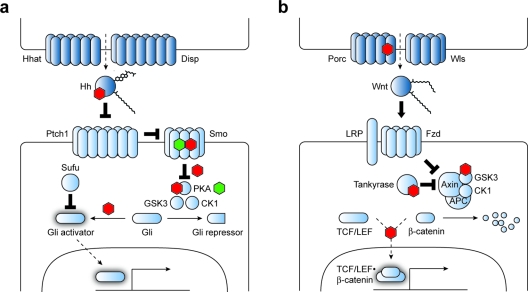 a
Hhat
Disp
Hh
Ptch1
Smo
Sufu
PKA
GSK3
CK1
Gli activator
Gli
Gli repressor
b
Porc
Wls
Wnt
LRP
Fzd
Tankyrase
Axin
GSK3
CK1
APC
TCF/LEF
β-catenin
TCF/LEF•
β-catenin